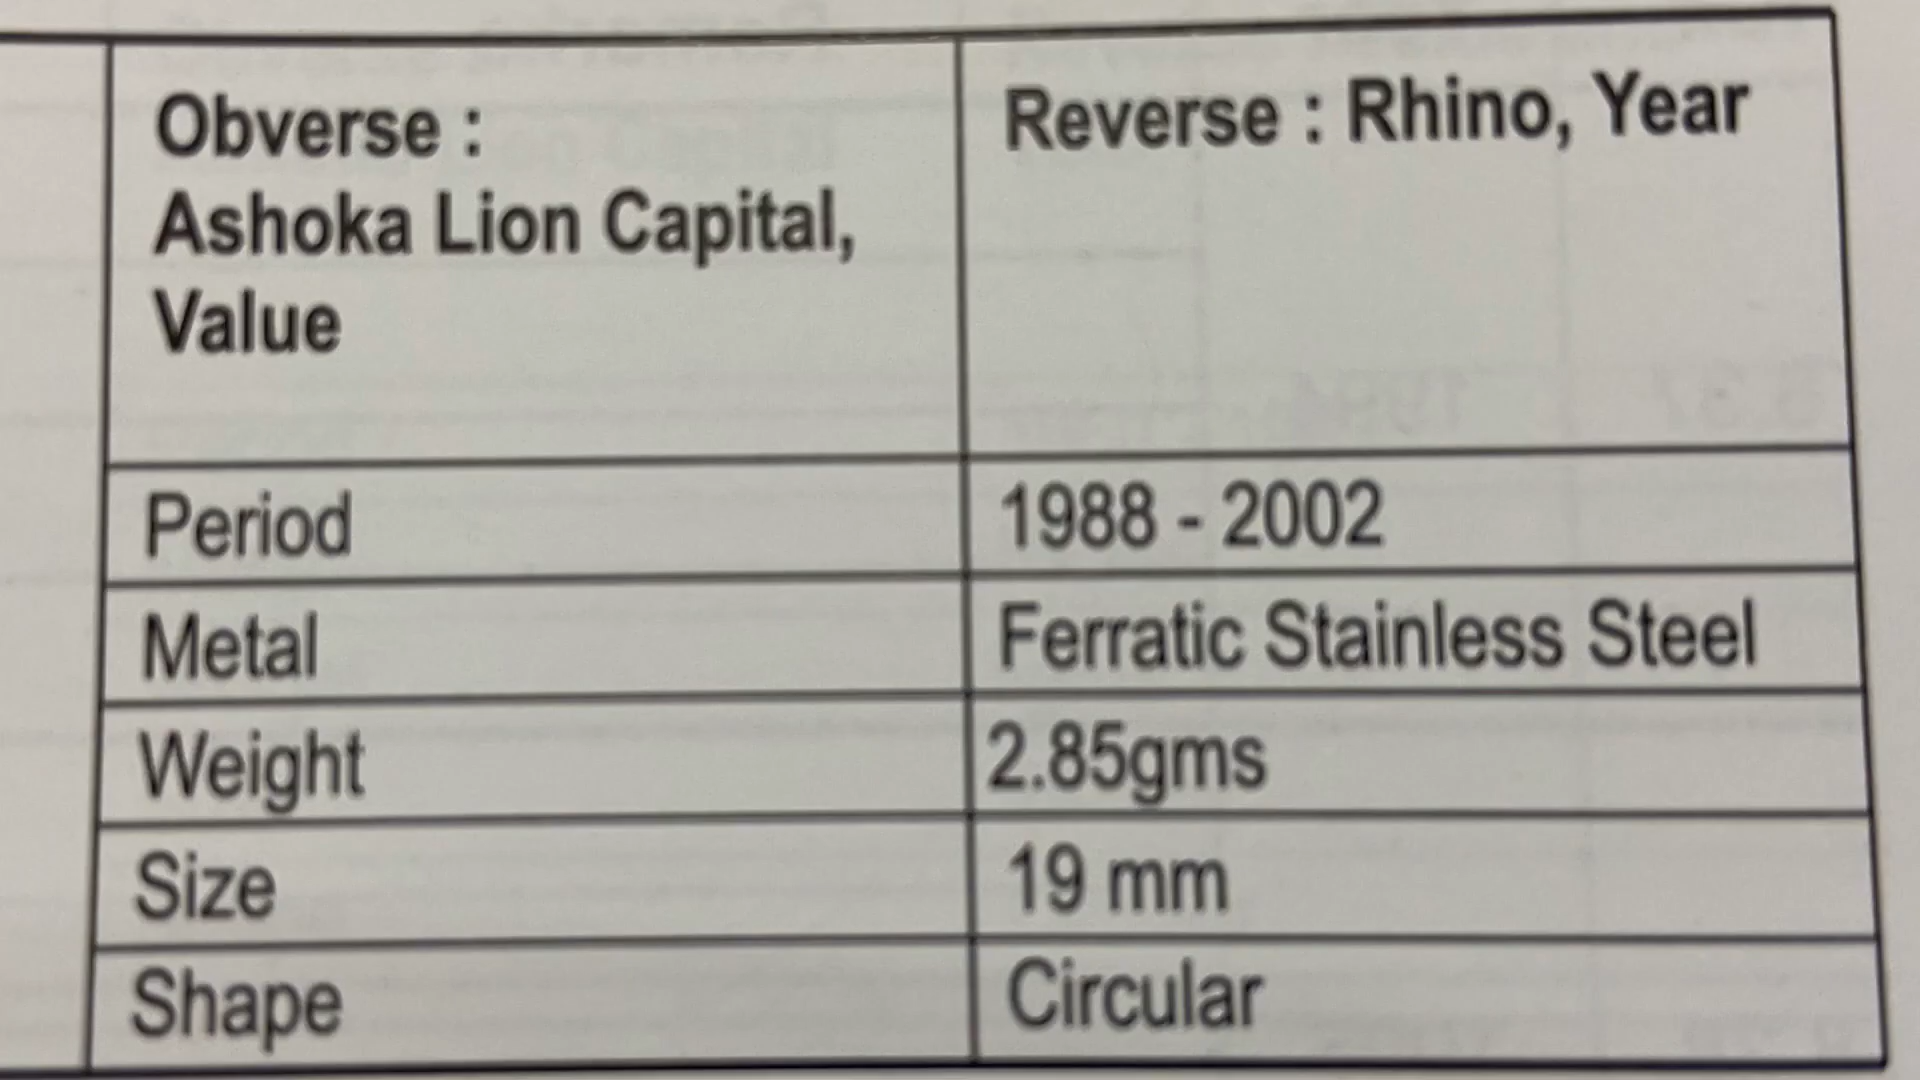 Obverse :
Ashoka Lion Capital,
Value
Reverse : Rhino, Year
Period
1988 - 2002
Metal
Ferratic Stainless Steel
Weight
2.85gms
Size
19 mm
Shape
Circular